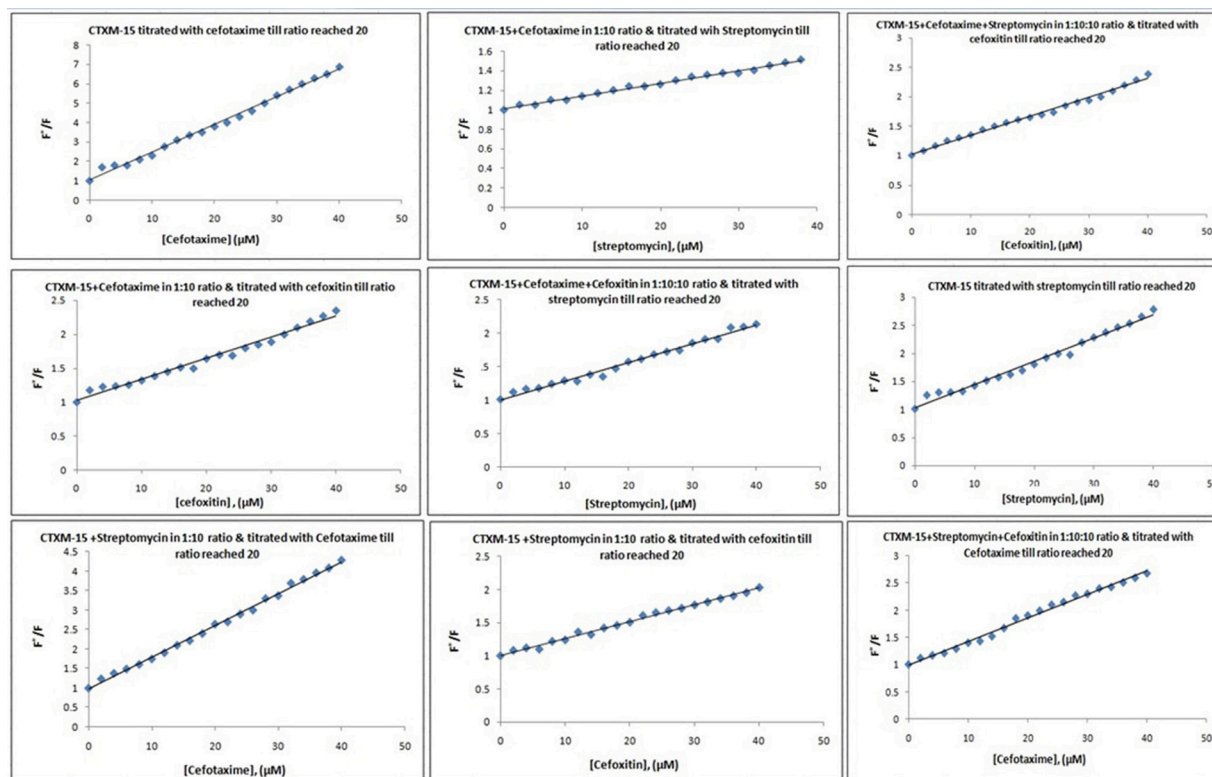 CTXM-15 titrated with cefotaxime till ratio reached 20
8
7
6
5
4
3
2
1
0
F°/F
0 10 20 30 40 50
[Cefotaxime] (µM)
CTXM-15+Cefotaxime in 1:10 ratio & titrated wih Streptomycin till
ratio reached 20
1.6
1.4
1.2
1
0.8
0.6
0.4
0.2
0
F°/F
0 10 20 30 40
[streptomycin], (µM)
CTXM-15+Cefotaxime+Streptomycin in 1:10:10 ratio & titrated with
cefoxitin till ratio reached 20
3
2.5
2
1.5
1
0.5
0
F°/F
0 10 20 30 40 50
[Cefoxitin], (µM)
CTXM-15+Cefotaxime in 1:10 ratio & titrated with cefoxitin till ratio
reached 20
2.5
2
1.5
1
0.5
0
F°/F
0 10 20 30 40 50
[cefoxitin], (µM)
CTXM-15+Cefotaxime+Cefoxitin in 1:10:10 ratio & titrated with
streptomycin till ratio reached 20
2.5
2
.5
1
0.5
0
F°/F
0 10 20 30 40 50
[Streptomycin], (µM)
CTXM-15 titrated with streptomycin till ratio reached 20
3
2.5
2
1.5
1
0.5
0
F°/F
0 10 20 30 40 50
[Streptomycin], (µM)
CTXM-15 +Streptomycin in 1:10 ratio & titrated with Cefotaxime till
ratio reached 20
4.5
4
3.5
3
2.5
2
1.5
1
0.5
0
F°/F
0 10 20 30 40 50
[Cefotaxime], (µM)
CTXM-15 +Streptomycin in 1:10 ratio & titrated with cefoxitin till
ratio reached 20
2.5
2
1.5
1
0.5
0
F°/F
0 10 20 30 40 50
[Cefoxitin], (µM)
CTXM-15+Streptomycin+Cefoxitin in 1:10:10 ratio & titrated with
Cefotaxime till ratio reached 20
3
2.5
2
1.5
1
0.5
0
F°/F
0 10 20 30 40 50
[Cefotaxime], (µM)